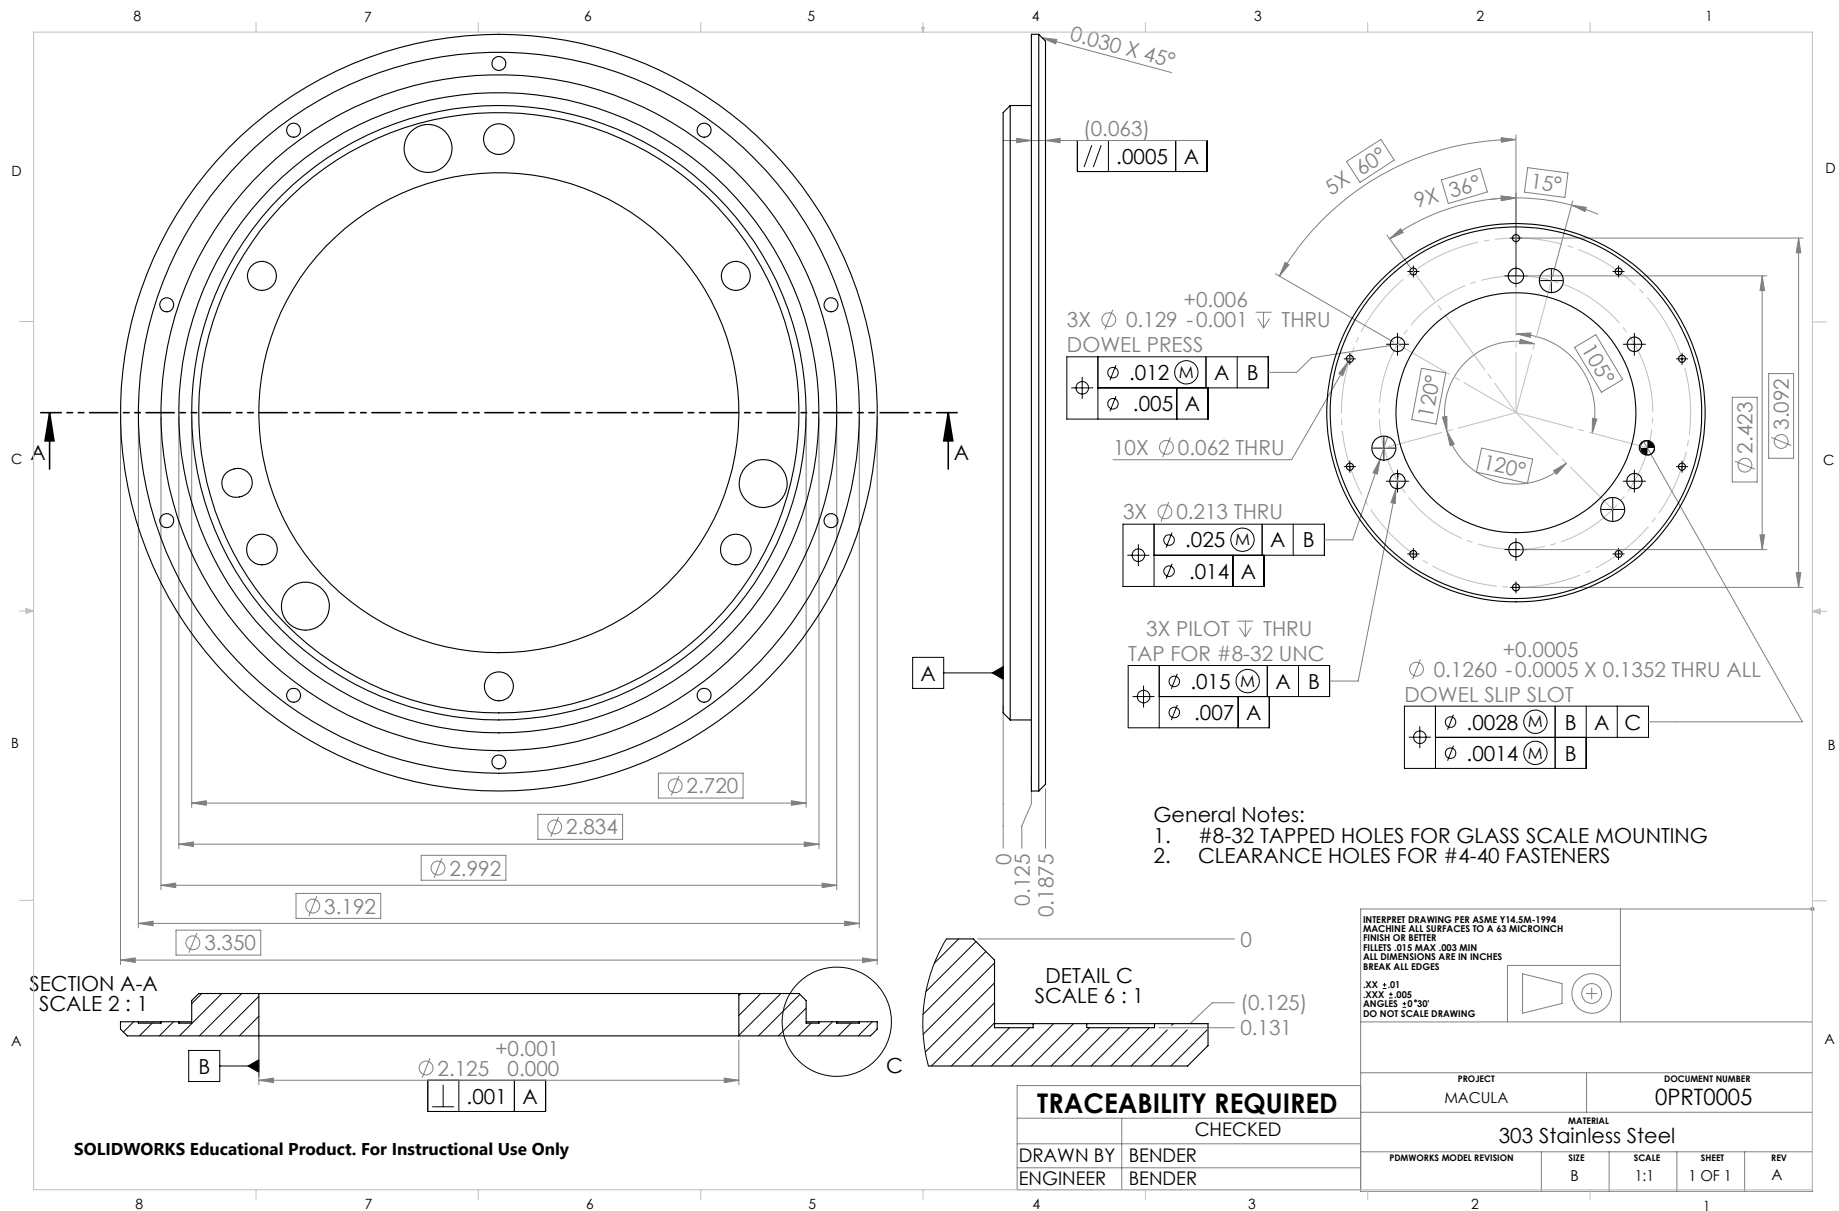 8 7 6 5 4 3 2 1
D
C
B
A
D
C
B
A
0.030 X 45°
(0.063)
// .0005 A
5X 60°
9X 36°
15°
+0.006
3X ⌀ 0.129 -0.001 ↧ THRU
DOWEL PRESS
⌖ ⌀ .012 Ⓜ A B
⌀ .005 A
105°
120°
120°
⌀2.423
⌀3.092
10X ⌀0.062 THRU
3X ⌀0.213 THRU
⌖ ⌀ .025 Ⓜ A B
⌀ .014 A
3X PILOT ↧ THRU
TAP FOR #8-32 UNC
⌖ ⌀ .015 Ⓜ A B
⌀ .007 A
+0.0005
⌀ 0.1260 -0.0005 X 0.1352 THRU ALL
DOWEL SLIP SLOT
⌖ ⌀ .0028 Ⓜ B A C
⌀ .0014 Ⓜ B
A A
A
⌀2.720
⌀2.834
⌀2.992
⌀3.192
⌀3.350
0
0.125
0.1875
General Notes:
1. #8-32 TAPPED HOLES FOR GLASS SCALE MOUNTING
2. CLEARANCE HOLES FOR #4-40 FASTENERS
SECTION A-A
SCALE 2 : 1
B
+0.001
⌀2.125 0.000
⊥ .001 A
C
DETAIL C
SCALE 6 : 1
0
(0.125)
0.131
INTERPRET DRAWING PER ASME Y14.5M-1994
MACHINE ALL SURFACES TO A 63 MICROINCH
FINISH OR BETTER
FILLETS .015 MAX .003 MIN
ALL DIMENSIONS ARE IN INCHES
BREAK ALL EDGES
.XX ±.01
.XXX ±.005
ANGLES ±0°30'
DO NOT SCALE DRAWING
PROJECT
MACULA
DOCUMENT NUMBER
0PRT0005
MATERIAL
303 Stainless Steel
PDMWORKS MODEL REVISION
SIZE
B
SCALE
1:1
SHEET
1 OF 1
REV
A
TRACEABILITY REQUIRED
CHECKED
DRAWN BY BENDER
ENGINEER BENDER
SOLIDWORKS Educational Product. For Instructional Use Only
8 7 6 5 4 3 2 1